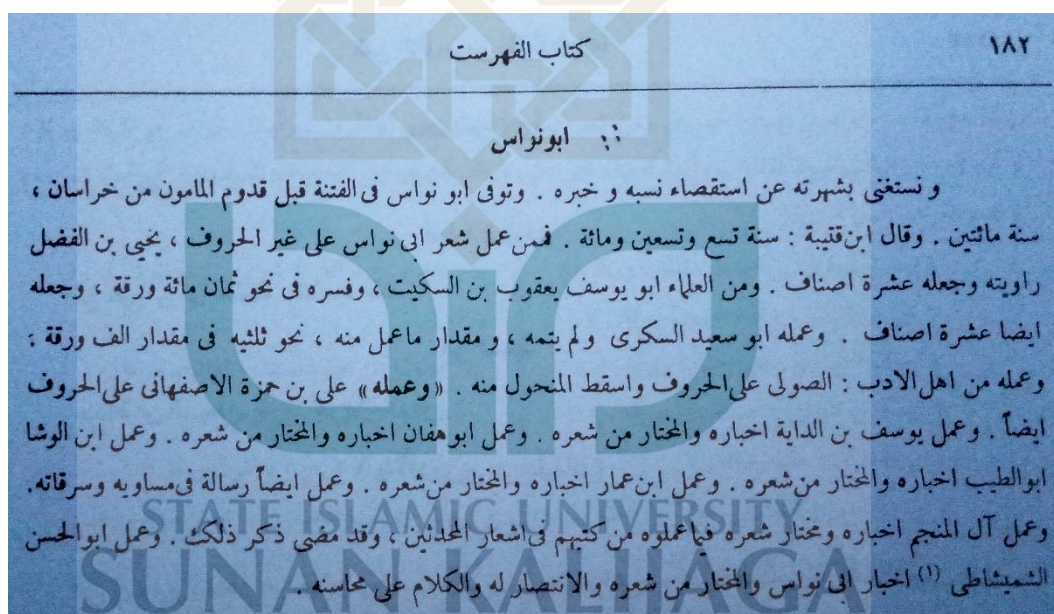 كتاب الفهرست ١٨٢
ابونواس
و نستغنى بشهرته عن استقصاء نسبه و خبره . وتوفى ابو نواس فى الفتنة قبل قدوم المامون من خراسان ،
سنة مائتين . وقال ابن قتيبة : سنة تسع وتسعين ومائة . فمن عمل شعر ابى نواس على غير الحروف ، يحيى بن الفضل
راويته وجعله عشرة اصناف . ومن العلماء ابو يوسف يعقوب بن السكيت ، وفسره فى نحو ثمان مائة ورقة ، وجعله
ايضا عشرة اصناف . وعمله ابو سعيد السكرى ولم يتمه ، و مقدار ماعمل منه ، نحو ثلثيه فى مقدار الف ورقة :
وعمله من اهل الادب : الصولى على الحروف واسقط المنحول منه . «وعمله» على بن حمزة الاصفهانى على الحروف
ايضاً . وعمل يوسف بن الداية اخباره والمختار من شعره . وعمل ابوهفان اخباره والمختار من شعره . وعمل ابن الوشا
ابوالطيب اخباره والمختار من شعره . وعمل ابن عمار اخباره والمختار من شعره . وعمل ايضاً رسالة فى مساويه وسرقاته.
وعمل آل المنجم اخباره ومختار شعره فيما عملوه من كتبهم فى اشعار المحدثين ، وقد مضى ذكر ذلك . وعمل ابوالحسن
الشميشاطى (١) اخبار ابى نواس والمختار من شعره والانتصار له والكلام على محاسنه .
STATE ISLAMIC UNIVERSITY
SUNAN KALIJAGA